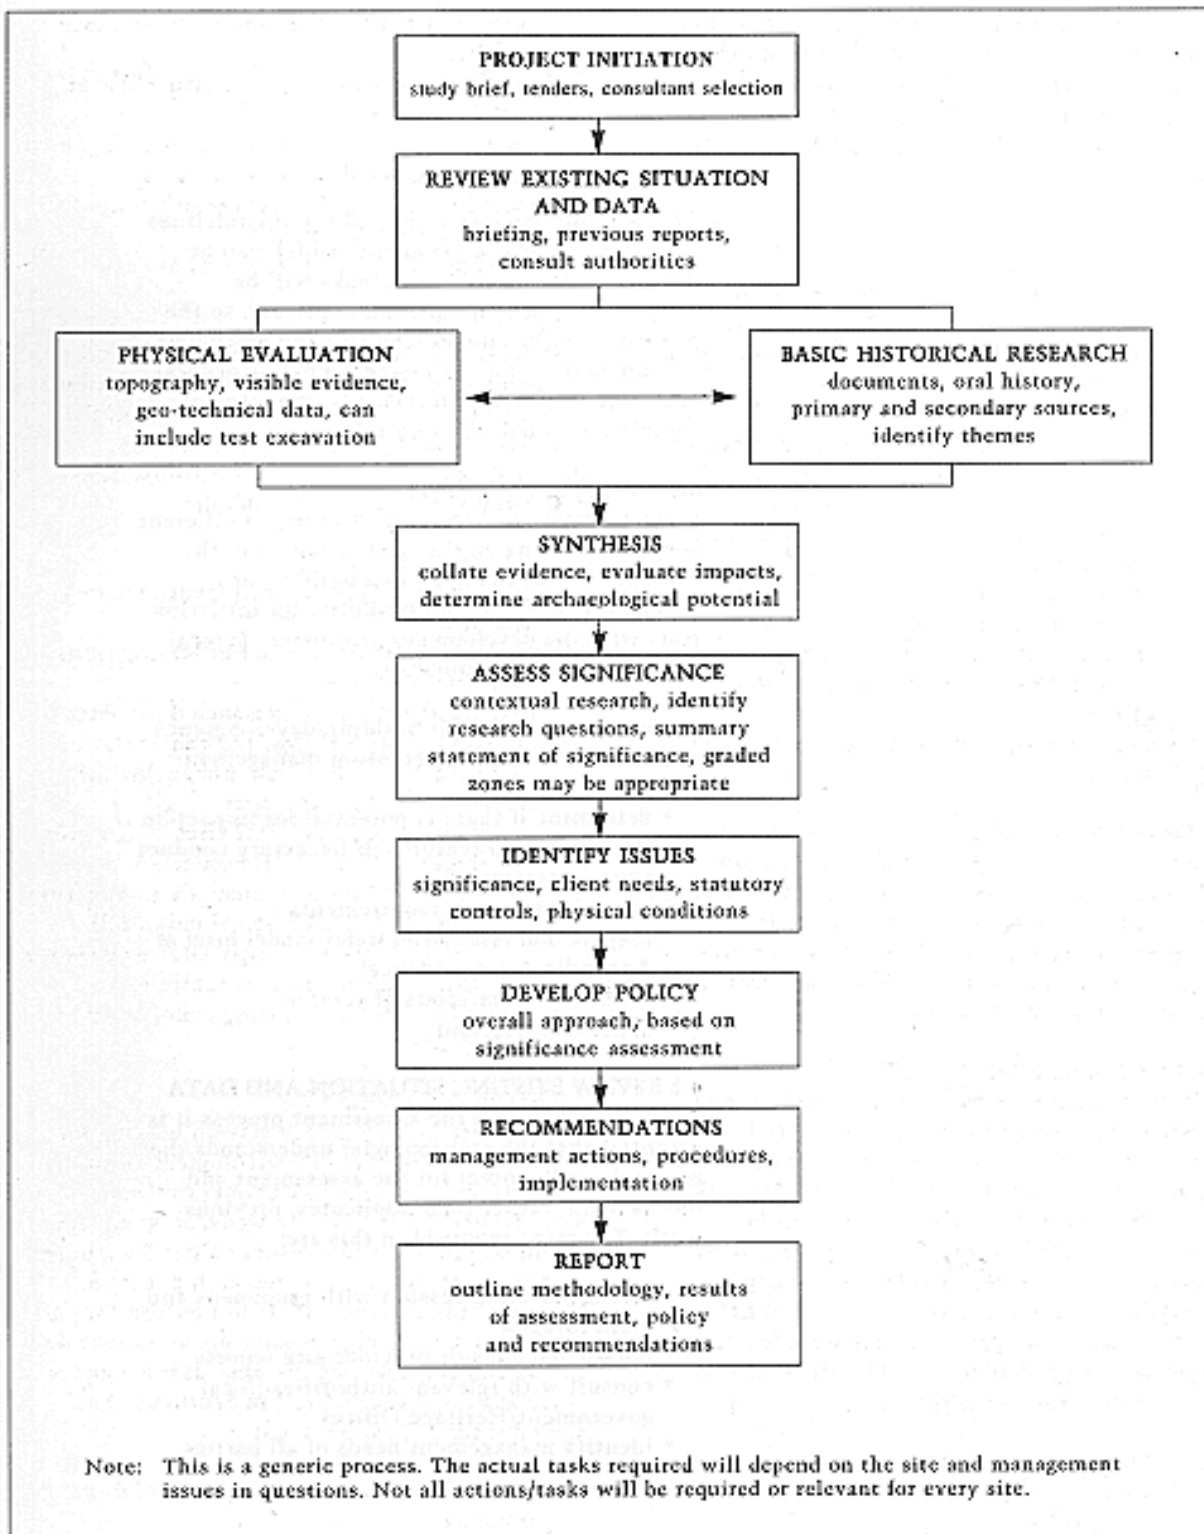 PROJECT INITIATION
study brief, tenders, consultant selection
REVIEW EXISTING SITUATION
AND DATA
briefing, previous reports,
consult authorities
PHYSICAL EVALUATION
topography, visible evidence,
geo-technical data, can
include test excavation
BASIC HISTORICAL RESEARCH
documents, oral history,
primary and secondary sources,
identify themes
SYNTHESIS
collate evidence, evaluate impacts,
determine archaeplogical potential
ASSESS SIGNIFICANCE
contextual research, identify
research questions, summary
statement of significance, graded
zones may be appropriate
IDENTIFY ISSUES
significance, client needs, statutory
controls, physical conditions
DEVELOP POLICY
overall approach, based on
significance assessment
RECOMMENDATIONS
management actions, procedures,
implementation
REPORT
outline methodology, results
of assessment, policy
and recommendations
Note: This is a generic process. The actual tasks required will depend on the site and management
issues in questions. Not all actions/tasks will be required or relevant for every site.